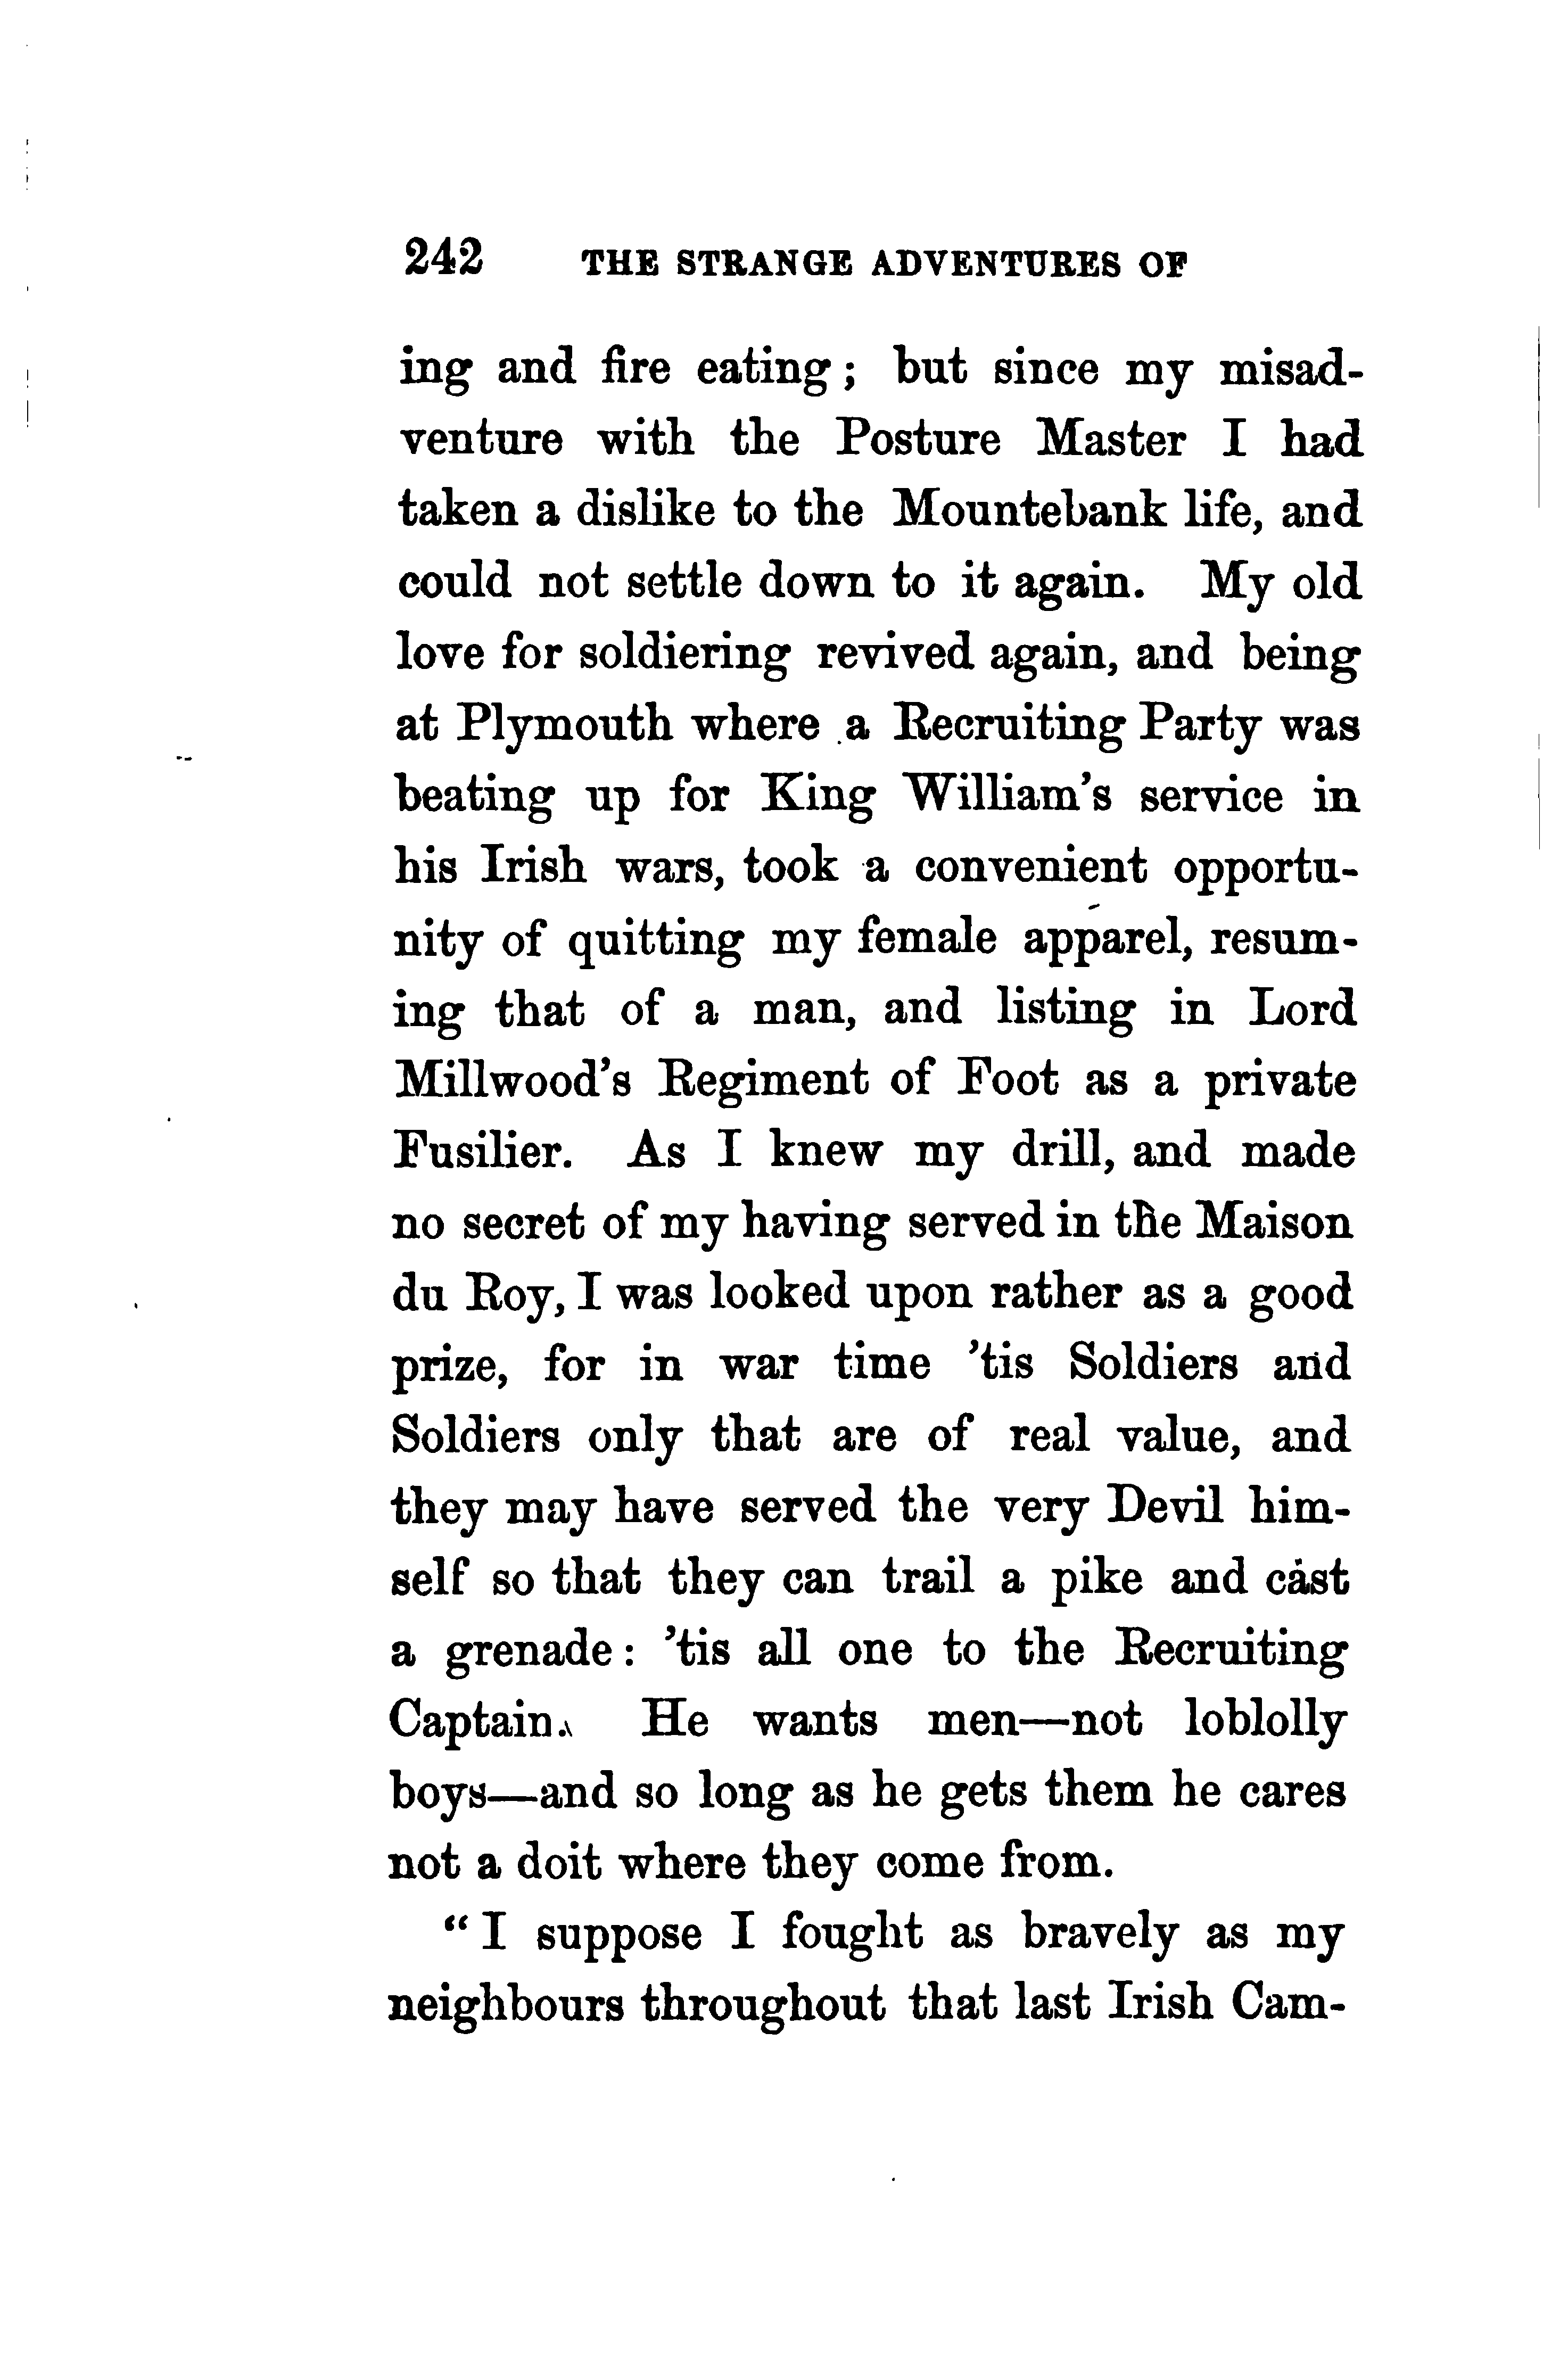 242 THE STRANGE ADVENTURES OF
ing and fire eating; but since my misad-
venture with the Posture Master I had
taken a dislike to the Mountebank life, and
could not settle down to it again. My old
love for soldiering revived again, and being
at Plymouth where a Recruiting Party was
beating up for King William's service in
his Irish wars, took a convenient opportu-
nity of quitting my female apparel, resum-
ing that of a man, and listing in Lord
Millwood's Regiment of Foot as a private
Fusilier. As I knew my drill, and made
no secret of my having served in the Maison
du Roy, I was looked upon rather as a good
prize, for in war time 'tis Soldiers and
Soldiers only that are of real value, and
they may have served the very Devil him-
self so that they can trail a pike and cast
a grenade: 'tis all one to the Recruiting
Captain. He wants men—not loblolly
boys—and so long as he gets them he cares
not a doit where they come from.
"I suppose I fought as bravely as my
neighbours throughout that last Irish Cam-